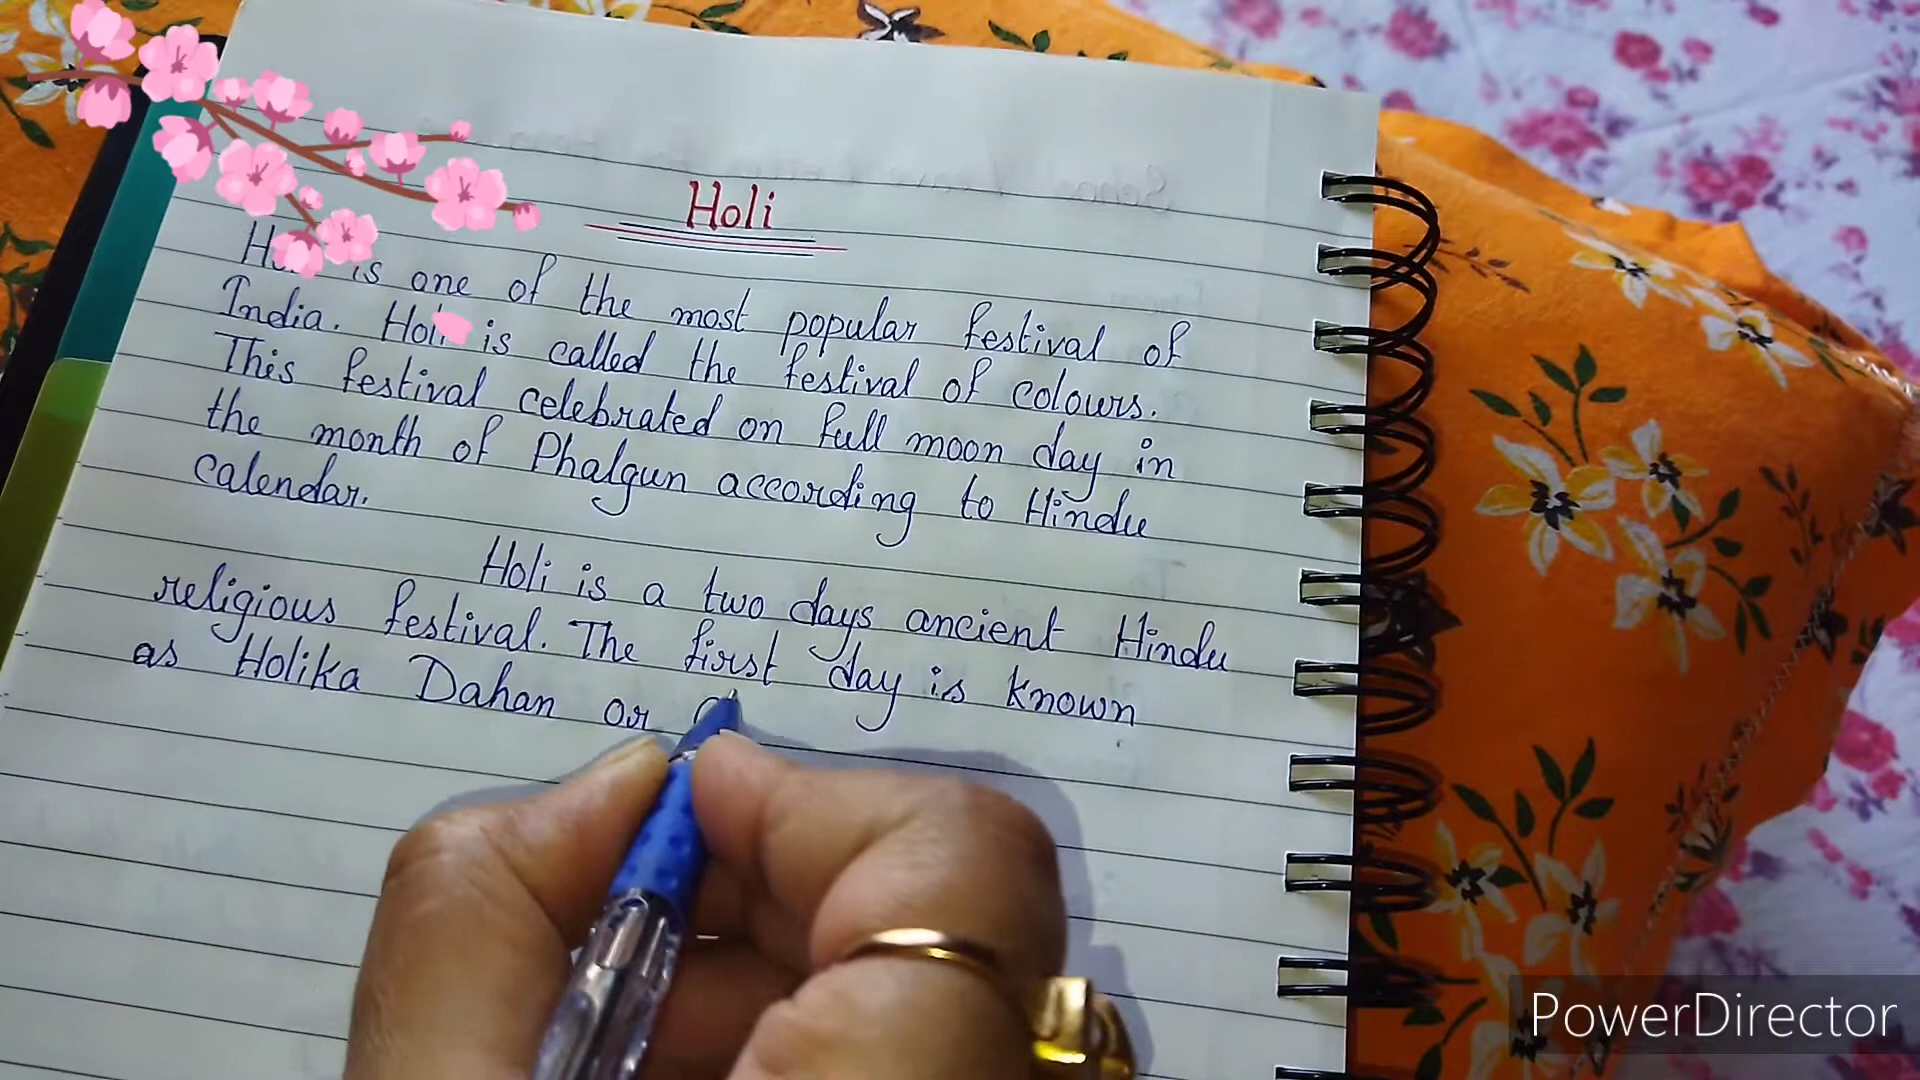 Holi
is one of the most popular festival of
India. Holi is called the festival of colours.
This festival celebrated on full moon day in
the month of Phalgun according to Hindu
calendar.
Holi is a two days ancient Hindu
religious festival. The first day is known
as Holika Dahan or
PowerDirector